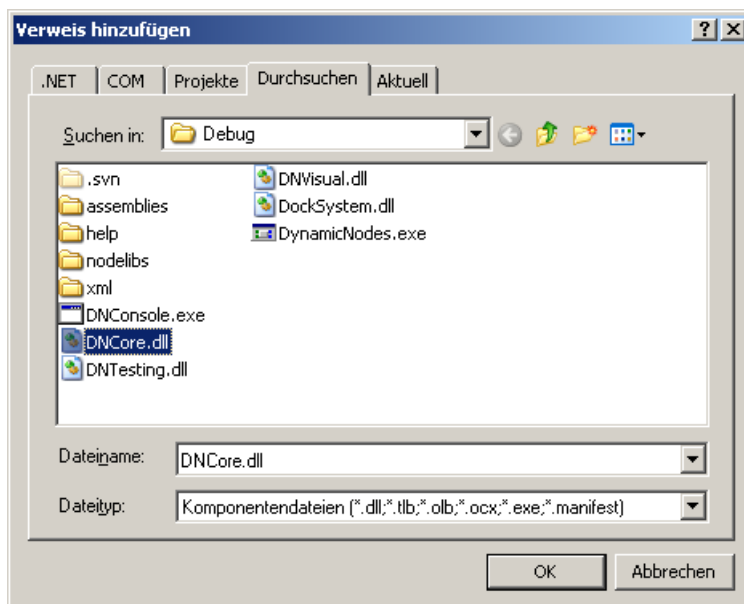 Verweis hinzufügen
.NET COM Projekte Durchsuchen Aktuell
Suchen in: Debug
.svn DNVisual.dll
assemblies DockSystem.dll
help DynamicNodes.exe
nodelibs
xml
DNConsole.exe
DNCore.dll
DNTesting.dll
Dateiname: DNCore.dll
Dateityp: Komponentendateien (*.dll;*.tlb;*.olb;*.ocx;*.exe;*.manifest)
OK Abbrechen